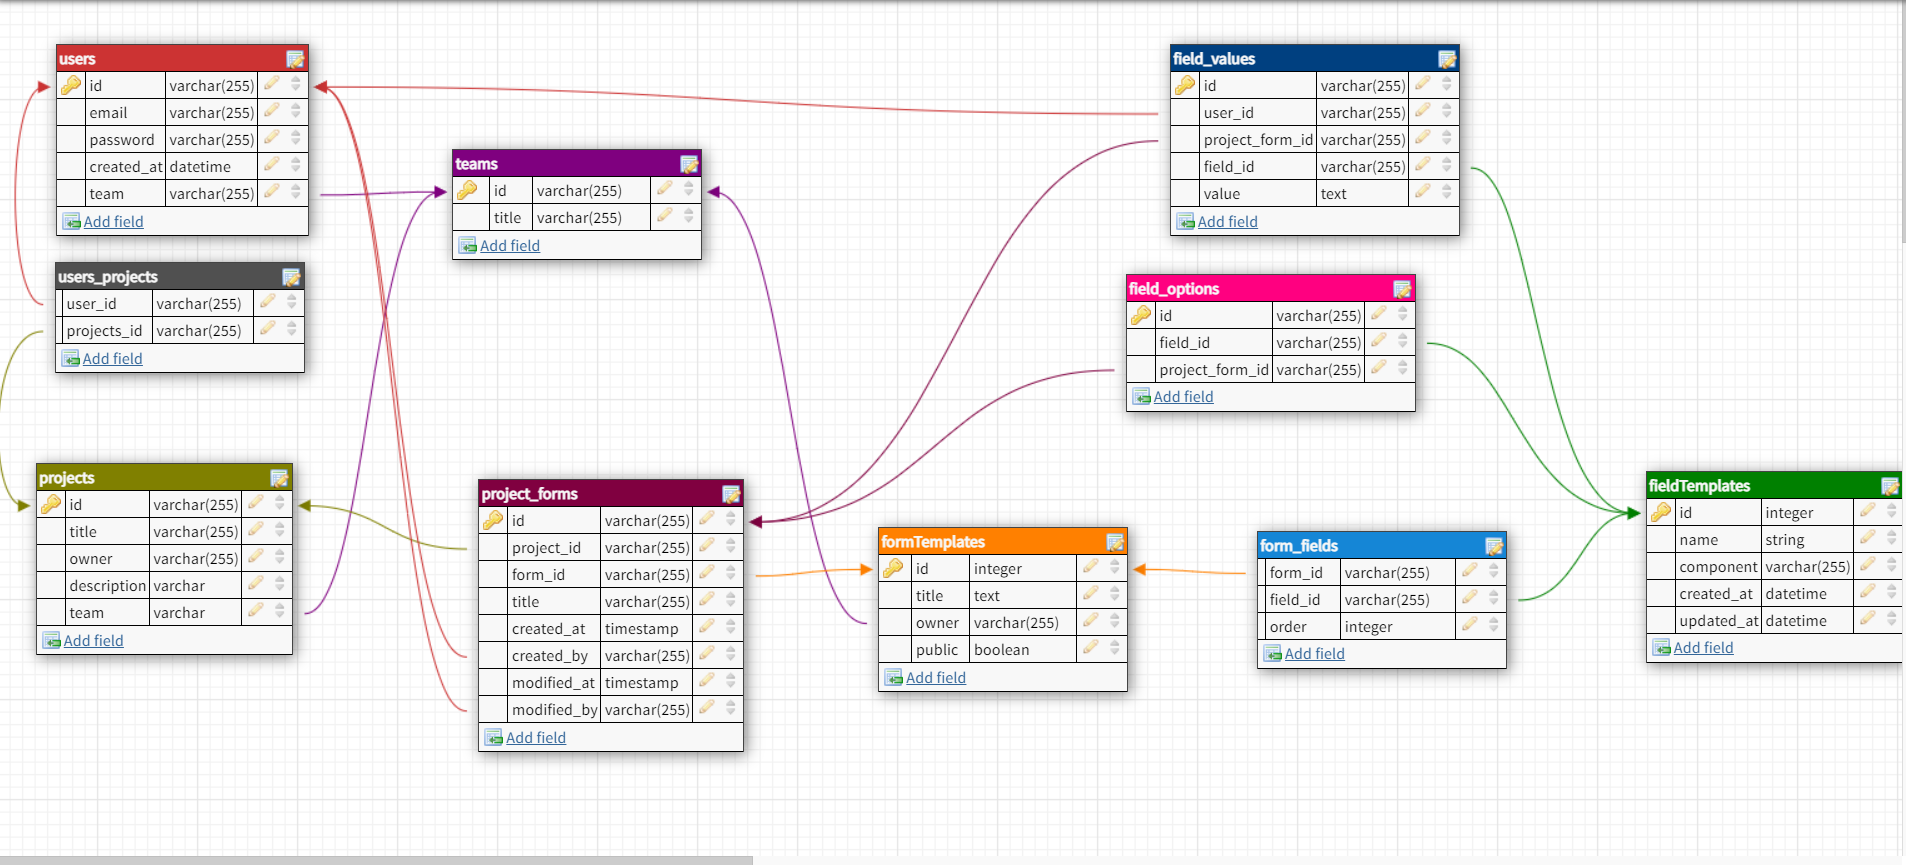 users
id varchar(255)
email varchar(255)
password varchar(255)
created_at datetime
team varchar(255)
Add field
users_projects
user_id varchar(255)
projects_id varchar(255)
Add field
projects
id varchar(255)
title varchar(255)
owner varchar(255)
description varchar
team varchar
Add field
teams
id varchar(255)
title varchar(255)
Add field
project_forms
id varchar(255)
project_id varchar(255)
form_id varchar(255)
title varchar(255)
created_at timestamp
created_by varchar(255)
modified_at timestamp
modified_by varchar(255)
Add field
formTemplates
id integer
title text
owner varchar(255)
public boolean
Add field
field_values
id varchar(255)
user_id varchar(255)
project_form_id varchar(255)
field_id varchar(255)
value text
Add field
field_options
id varchar(255)
field_id varchar(255)
project_form_id varchar(255)
Add field
form_fields
form_id varchar(255)
field_id varchar(255)
order integer
Add field
fieldTemplates
id integer
name string
component varchar(255)
created_at datetime
updated_at datetime
Add field